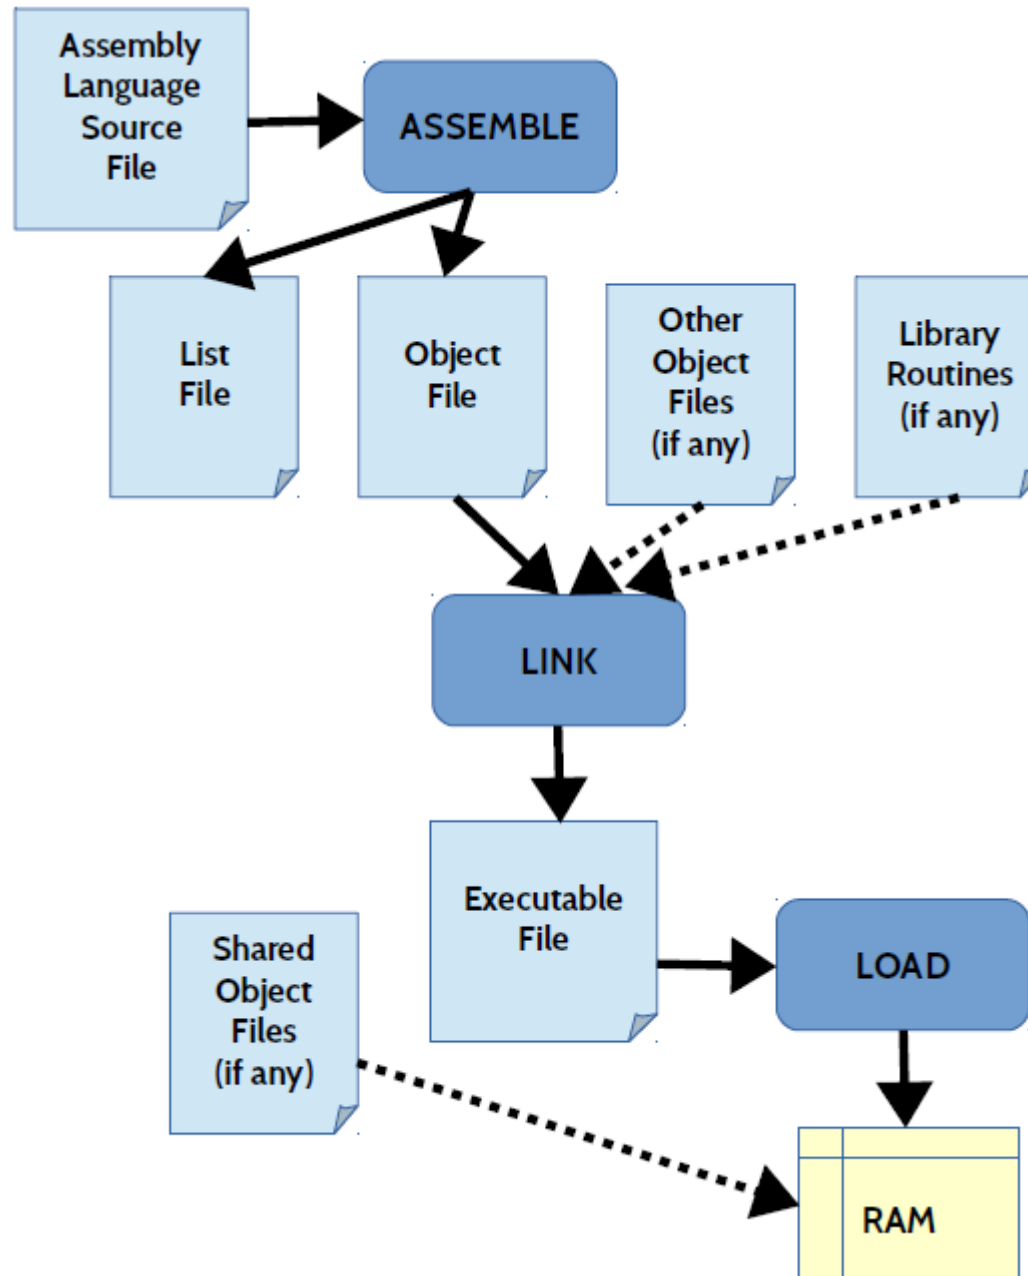 Assembly
Language
Source
File
ASSEMBLE
List
File
Object
File
Other
Object
Files
(if any)
Library
Routines
(if any)
LINK
Executable
File
Shared
Object
Files
(if any)
LOAD
RAM